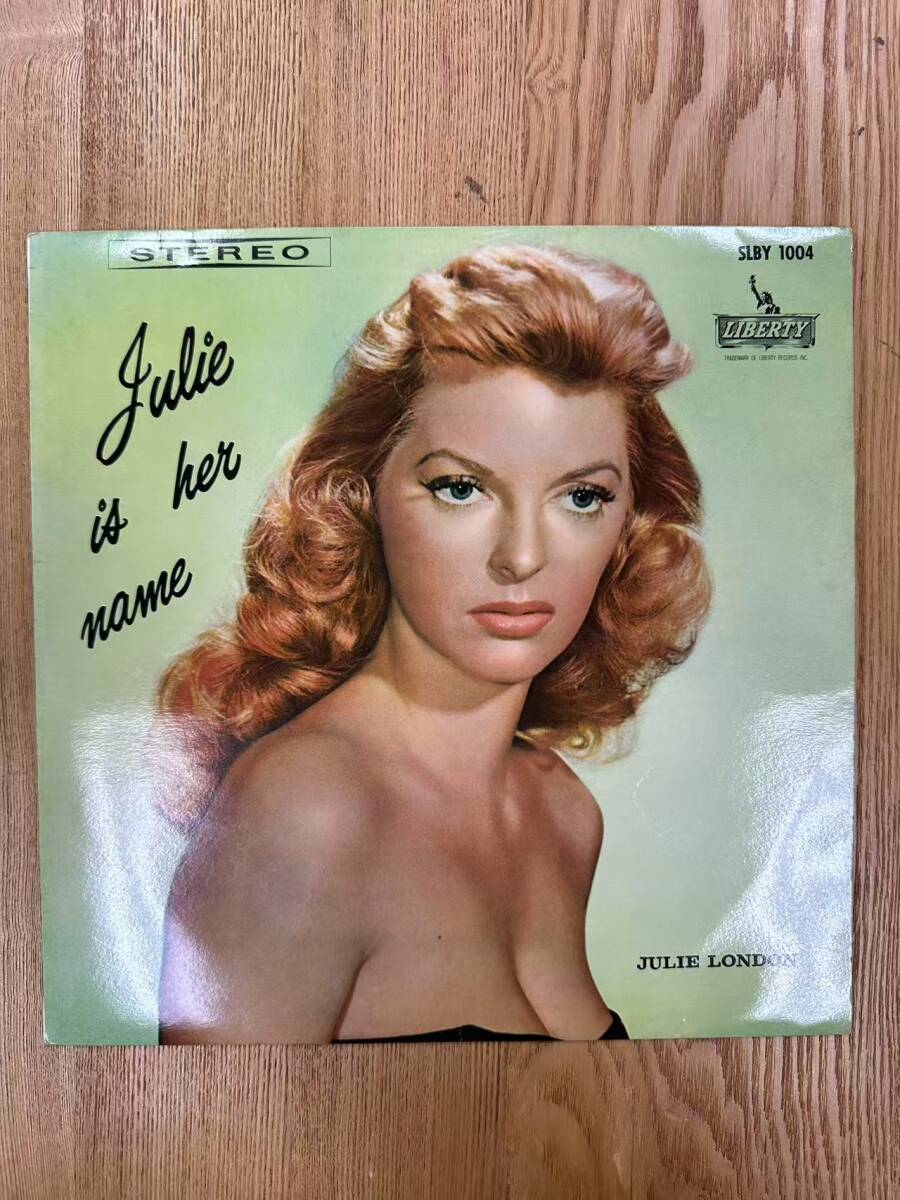 STEREO
SLBY 1004
LIBERTY
TRADEMARK OF LIBERTY RECORDS INC.
Julie
is her
name
JULIE LONDON